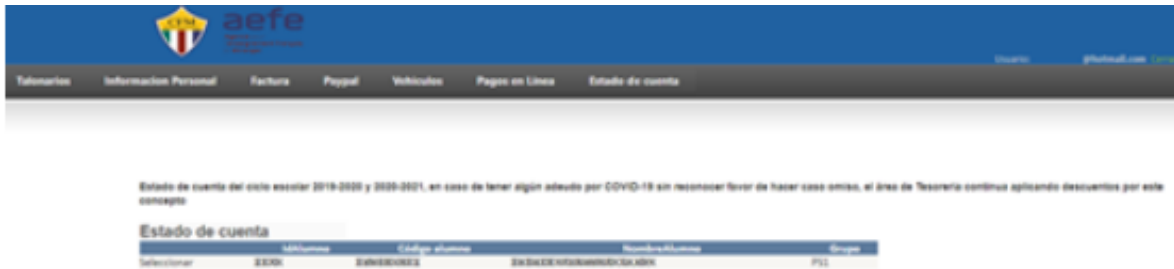 CFM aefe
Usuario: @hotmail.com
Talonarios Informacion Personal Factura Paypal Vehiculos Pagos en Linea Estado de cuenta
Estado de cuenta del ciclo escolar 2019-2020 y 2020-2021, en caso de tener algún adeudo por COVID-19 sin reconocer favor de hacer caso omiso, el área de Tesorería continua aplicando descuentos por este
concepto
Estado de cuenta
IdAlumno Código alumno NombreAlumno Grupo
Seleccionar PS1